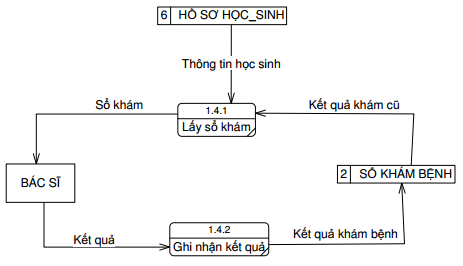 6 HỒ SƠ HỌC_SINH
Thông tin học sinh
Sổ khám
1.4.1
Kết quả khám cũ
Lấy sổ khám
BÁC SĨ
2 SỔ KHÁM BỆNH
1.4.2
Kết quả
Ghi nhận kết quả
Kết quả khám bệnh